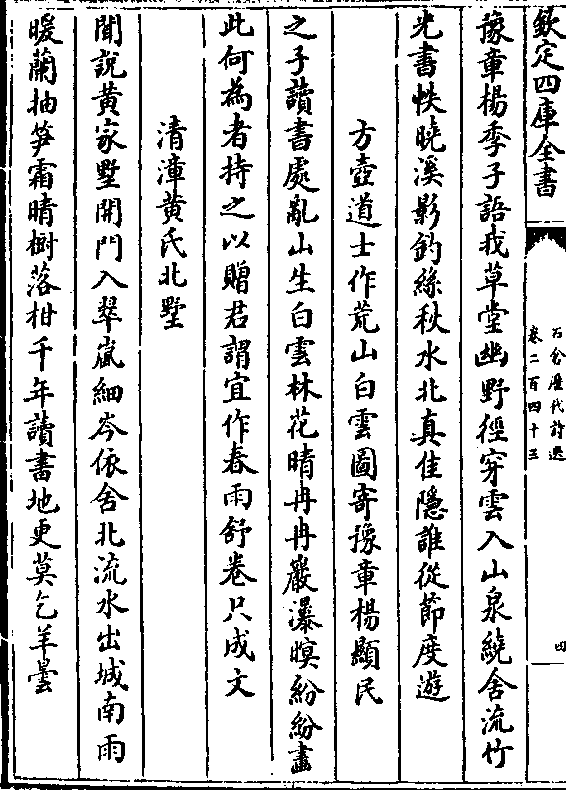 欽定四庫全書
石倉歷代詩選
卷二百四十三
四
豫章楊季子語我草堂幽野徑穿雲入山泉繞舍流竹
光書帙曉溪影釣絲秋水北真佳隱誰從節度遊
方壺道士作荒山白雲圖寄豫章楊顯民
之子讀書處亂山生白雲林花晴冉冉巖瀑暝紛紛畫
此何為者持之以贈君謂宜作春雨舒卷只成文
清漳黄氏北墅
聞說黄家墅開門入翠嵐細岑依舍北流水出城南雨
暖蘭抽笋霜晴樹落柑千年讀書地更莫乞羊曇